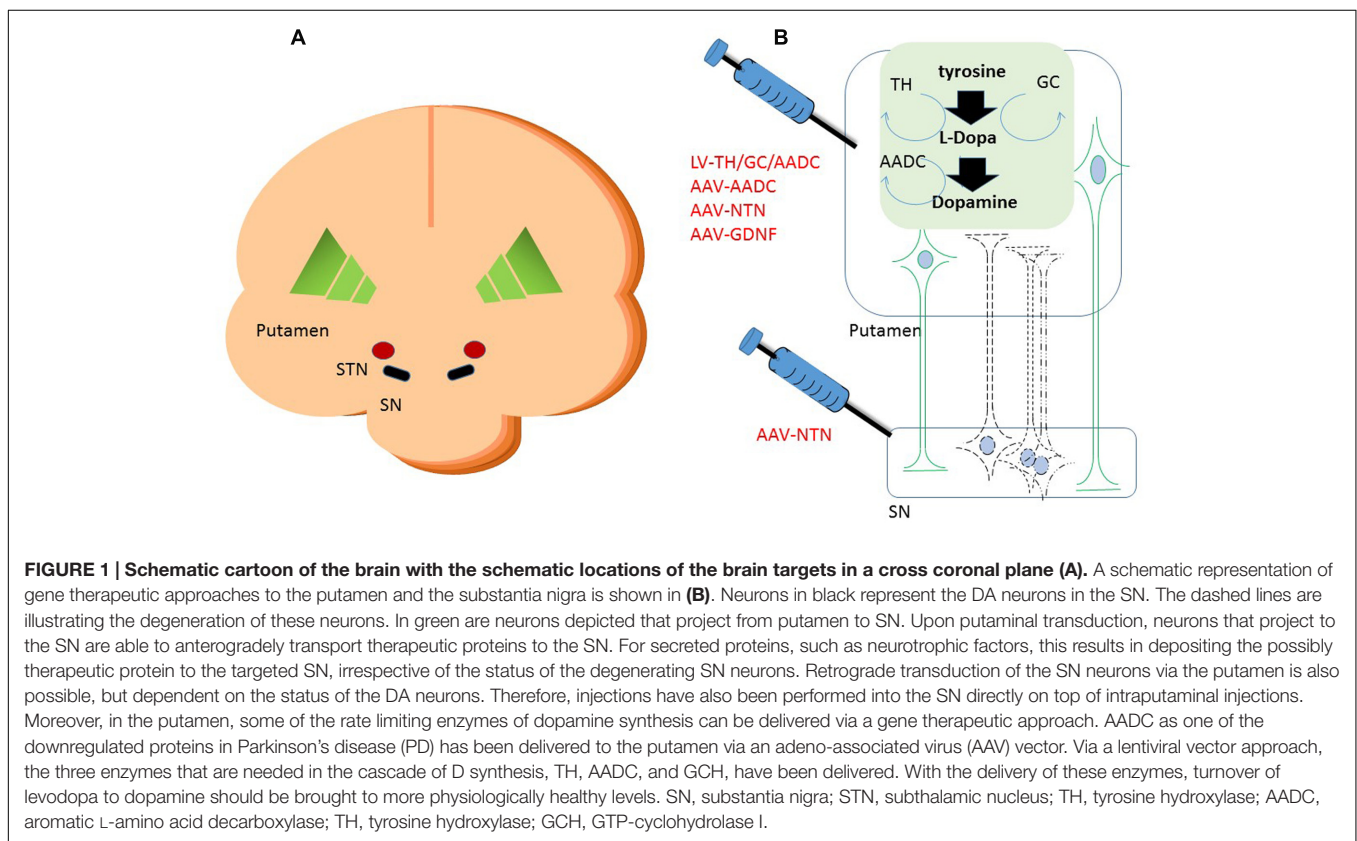 A
B
Putamen
STN
SN
LV-TH/GC/AADC
AAV-AADC
AAV-NTN
AAV-GDNF
TH
tyrosine
GC
L-Dopa
AADC
Dopamine
Putamen
AAV-NTN
SN
FIGURE 1 | Schematic cartoon of the brain with the schematic locations of the brain targets in a cross coronal plane (A). A schematic representation of
gene therapeutic approaches to the putamen and the substantia nigra is shown in (B). Neurons in black represent the DA neurons in the SN. The dashed lines are
illustrating the degeneration of these neurons. In green are neurons depicted that project from putamen to SN. Upon putaminal transduction, neurons that project to
the SN are able to anterogradely transport therapeutic proteins to the SN. For secreted proteins, such as neurotrophic factors, this results in depositing the possibly
therapeutic protein to the targeted SN, irrespective of the status of the degenerating SN neurons. Retrograde transduction of the SN neurons via the putamen is also
possible, but dependent on the status of the DA neurons. Therefore, injections have also been performed into the SN directly on top of intraputaminal injections.
Moreover, in the putamen, some of the rate limiting enzymes of dopamine synthesis can be delivered via a gene therapeutic approach. AADC as one of the
downregulated proteins in Parkinson's disease (PD) has been delivered to the putamen via an adeno-associated virus (AAV) vector. Via a lentiviral vector approach,
the three enzymes that are needed in the cascade of D synthesis, TH, AADC, and GCH, have been delivered. With the delivery of these enzymes, turnover of
levodopa to dopamine should be brought to more physiologically healthy levels. SN, substantia nigra; STN, subthalamic nucleus; TH, tyrosine hydroxylase; AADC,
aromatic L-amino acid decarboxylase; TH, tyrosine hydroxylase; GCH, GTP-cyclohydrolase I.